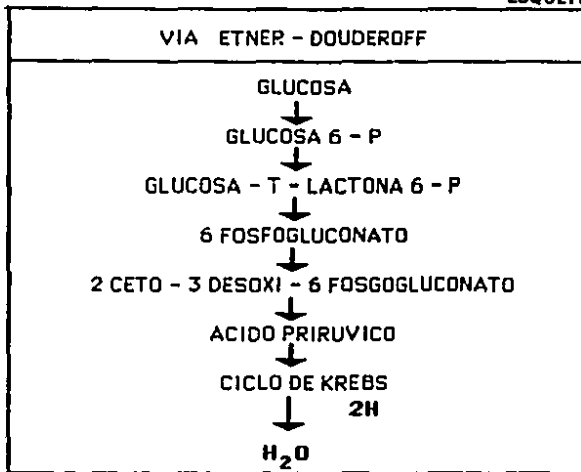 VIA ETNER - DOUDEROFF
GLUCOSA
GLUCOSA 6 - P
GLUCOSA - T - LACTONA 6 - P
6 FOSFOGLUCONATO
2 CETO - 3 DESOXI - 6 FOSGOGLUCONATO
ACIDO PRIRUVICO
CICLO DE KREBS
2H
H₂O